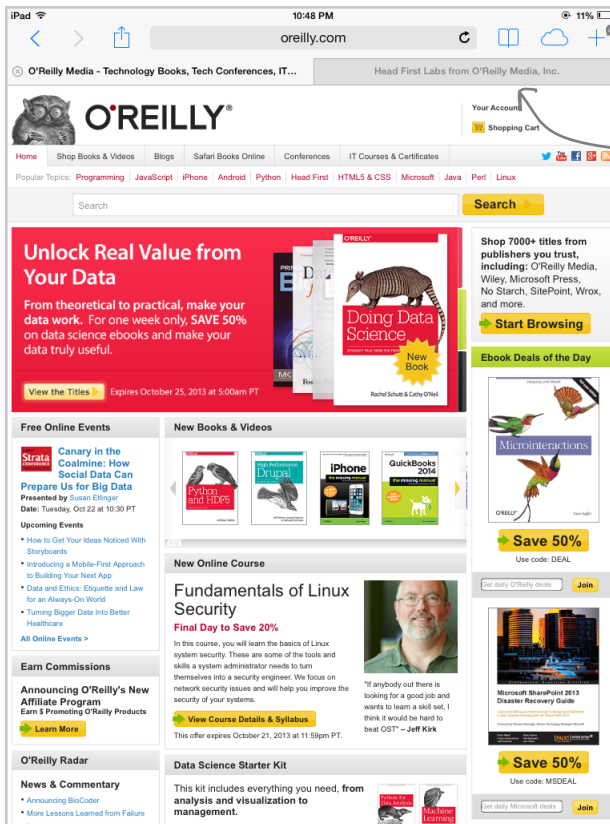 iPad 10:48 PM 11%
oreilly.com
O'Reilly Media - Technology Books, Tech Conferences, IT...
Head First Labs from O'Reilly Media, Inc.
O'REILLY®
Your Account
Shopping Cart
Home Shop Books & Videos Blogs Safari Books Online Conferences IT Courses & Certificates
Popular Topics: Programming JavaScript iPhone Android Python Head First HTML5 & CSS Microsoft Java Perl Linux
Search Search
Unlock Real Value from
Your Data
From theoretical to practical, make your
data work. For one week only, SAVE 50%
on data science ebooks and make your
data truly useful.
View the Titles Expires October 25, 2013 at 5:00am PT
O'REILLY
Doing Data
Science
New
Book
Rachel Schutt & Cathy O'Neil
Shop 7000+ titles from
publishers you trust,
including: O'Reilly Media,
Wiley, Microsoft Press,
No Starch, SitePoint, Wrox,
and more.
Start Browsing
Ebook Deals of the Day
Microinteractions
O'REILLY
Save 50%
Use code: DEAL
Get daily O'Reilly deals Join
Microsoft SharePoint 2013
Disaster Recovery Guide
Save 50%
Use code: MSDEAL
Get daily Microsoft deals Join
Free Online Events
Strata
CONFERENCE
Canary in the
Coalmine: How
Social Data Can
Prepare Us for Big Data
Presented by Susan Etlinger
Date: Tuesday, Oct 22 at 10:30 PT
Upcoming Events
• How to Get Your Ideas Noticed With
Storyboards
• Introducing a Mobile-First Approach
to Building Your Next App
• Data and Ethics: Etiquette and Law
for an Always-On World
• Turning Bigger Data Into Better
Healthcare
All Online Events >
Earn Commissions
Announcing O'Reilly's New
Affiliate Program
Earn $ Promoting O'Reilly Products
Learn More
O'Reilly Radar
News & Commentary
• Announcing BioCoder
• More Lessons Learned from Failure
New Books & Videos
Python
and HDF5
High Performance
Drupal
iPhone
the missing manual
QuickBooks
2014
the missing manual
New Online Course
Fundamentals of Linux
Security
Final Day to Save 20%
In this course, you will learn the basics of Linux
system security. These are some of the tools and
skills a system administrator needs to turn
themselves into a security engineer. We focus on
network security issues and will help you improve the
security of your systems.
View Course Details & Syllabus
This offer expires October 21, 2013 at 11:59pm PT.
"If anybody out there is
looking for a good job and
wants to learn a skill set, I
think it would be hard to
beat OST" – Jeff Kirk
Data Science Starter Kit
This kit includes everything you need, from
analysis and visualization to
management.
Python for
Data Analysis
Machine
Learning